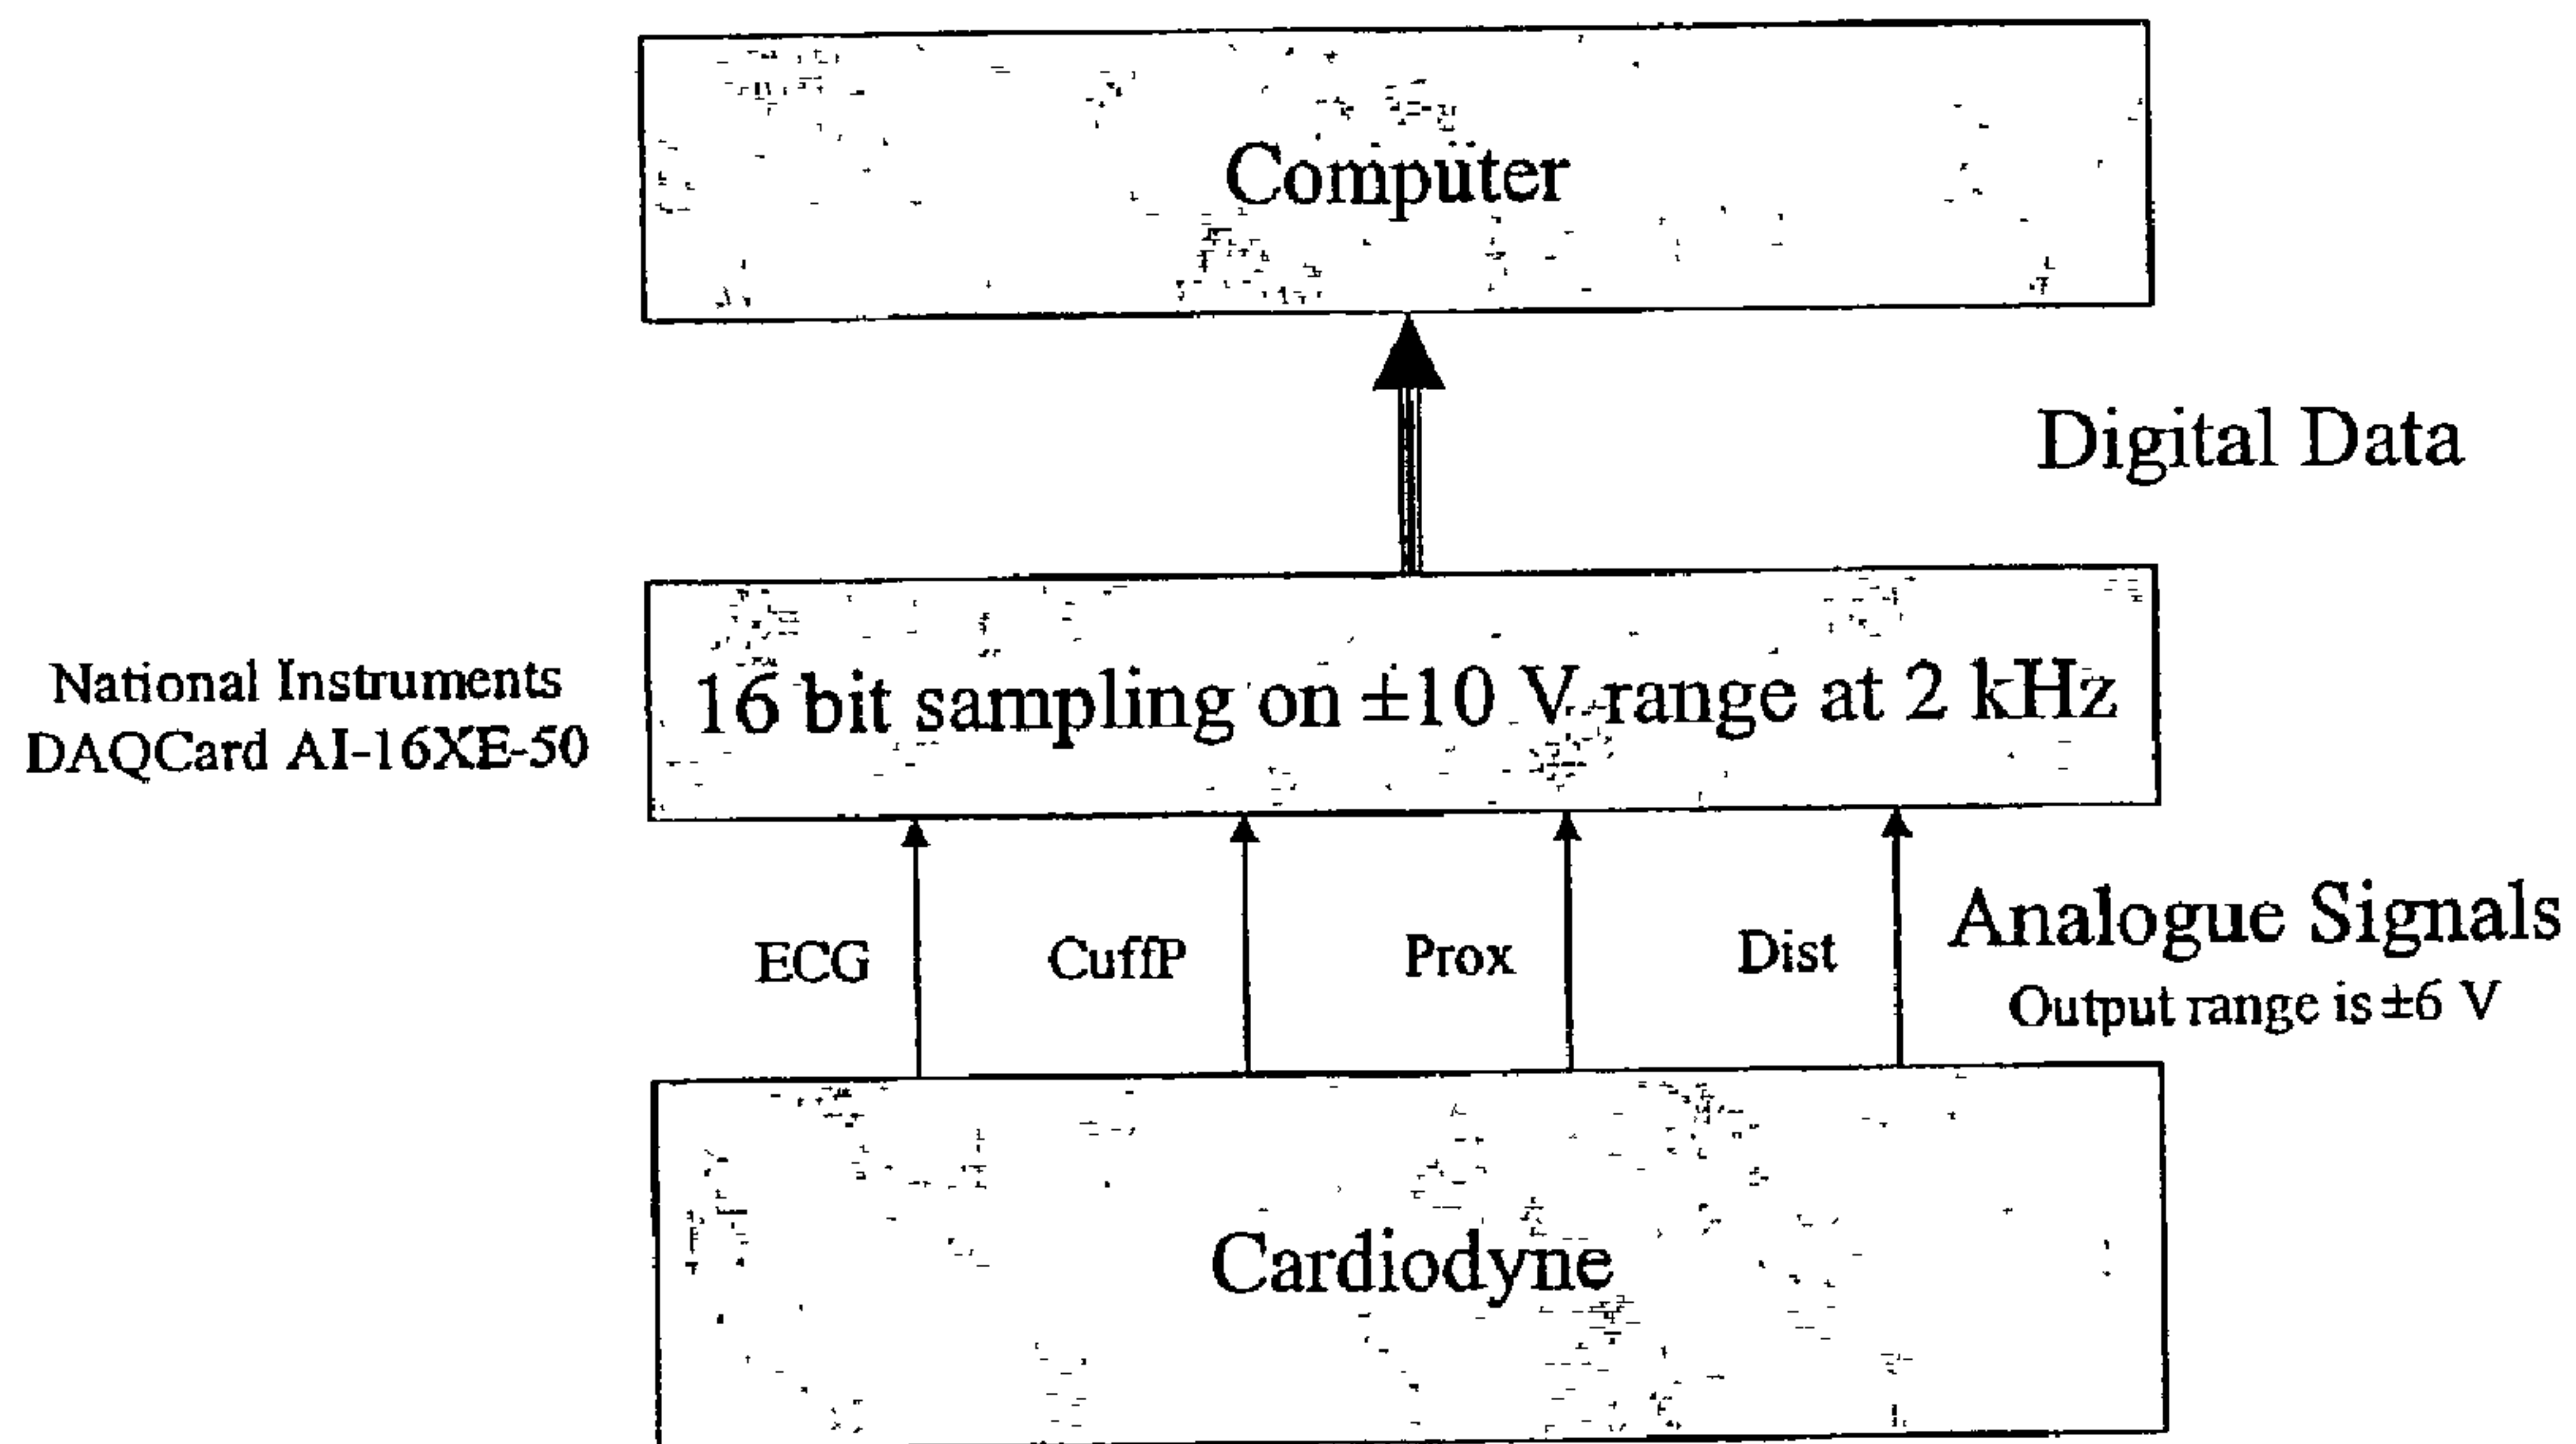 Computer
Digital Data
National Instruments
DAQCard AI-16XE-50
16 bit sampling on ±10 V range at 2 kHz
ECG
CuffP
Prox
Dist
Analogue Signals
Output range is ±6 V
Cardiodyne